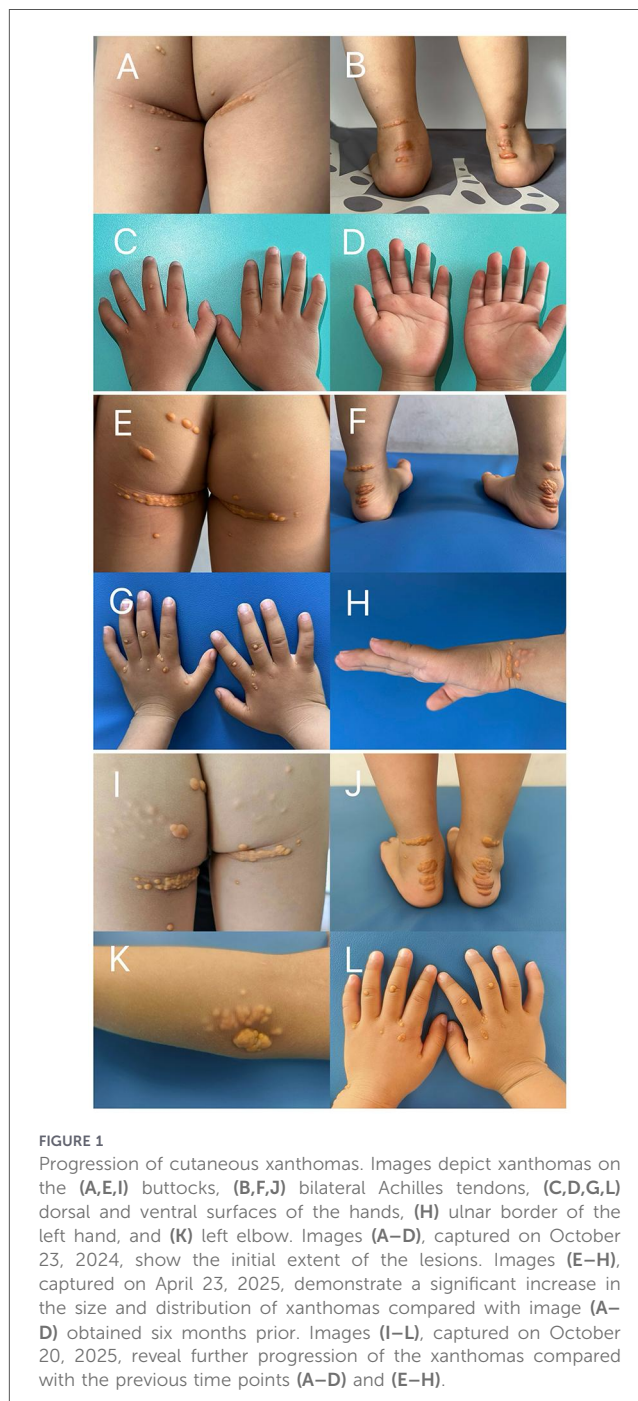 A
B
C
D
E
F
G
H
I
J
K
L
FIGURE 1
Progression of cutaneous xanthomas. Images depict xanthomas on
the (A,E,I) buttocks, (B,F,J) bilateral Achilles tendons, (C,D,G,L)
dorsal and ventral surfaces of the hands, (H) ulnar border of the
left hand, and (K) left elbow. Images (A–D), captured on October
23, 2024, show the initial extent of the lesions. Images (E–H),
captured on April 23, 2025, demonstrate a significant increase in
the size and distribution of xanthomas compared with image (A–
D) obtained six months prior. Images (I–L), captured on October
20, 2025, reveal further progression of the xanthomas compared
with the previous time points (A–D) and (E–H).